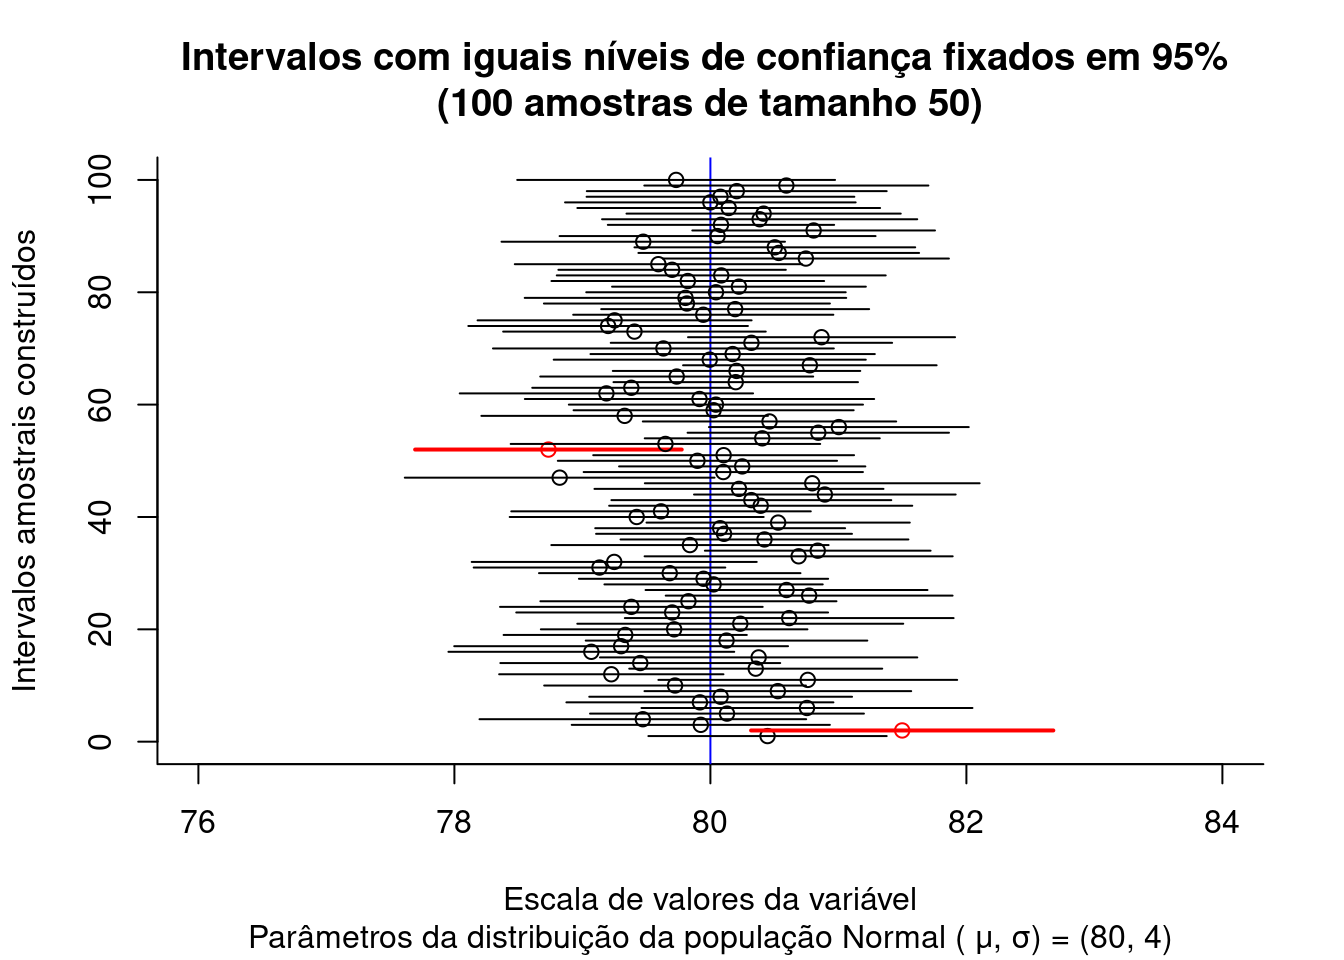 Intervalos com iguais níveis de confiança fixados em 95%
(100 amostras de tamanho 50)
Intervalos amostrais construídos
100
80
60
40
20
0
76 78 80 82 84
Escala de valores da variável
Parâmetros da distribuição da população Normal ( μ, σ) = (80, 4)